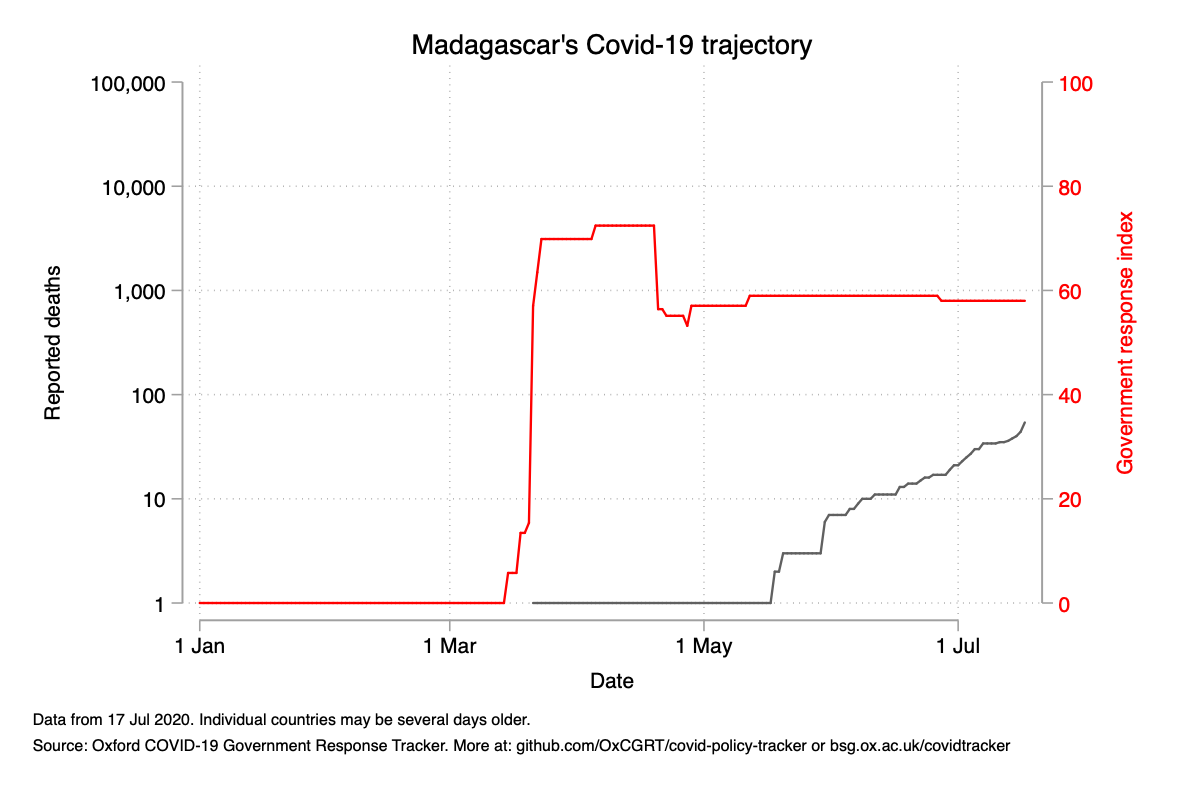 Madagascar's Covid-19 trajectory
100,000
10,000
1,000
100
10
1
Reported deaths
100
80
60
40
20
0
Government response index
1 Jan
1 Mar
1 May
1 Jul
Date
Data from 17 Jul 2020. Individual countries may be several days older.
Source: Oxford COVID-19 Government Response Tracker. More at: github.com/OxCGRT/covid-policy-tracker or bsg.ox.ac.uk/covidtracker